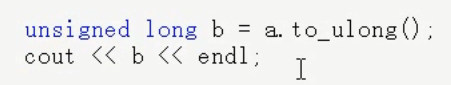 unsigned long b = a.to_ulong();
cout << b << endl;